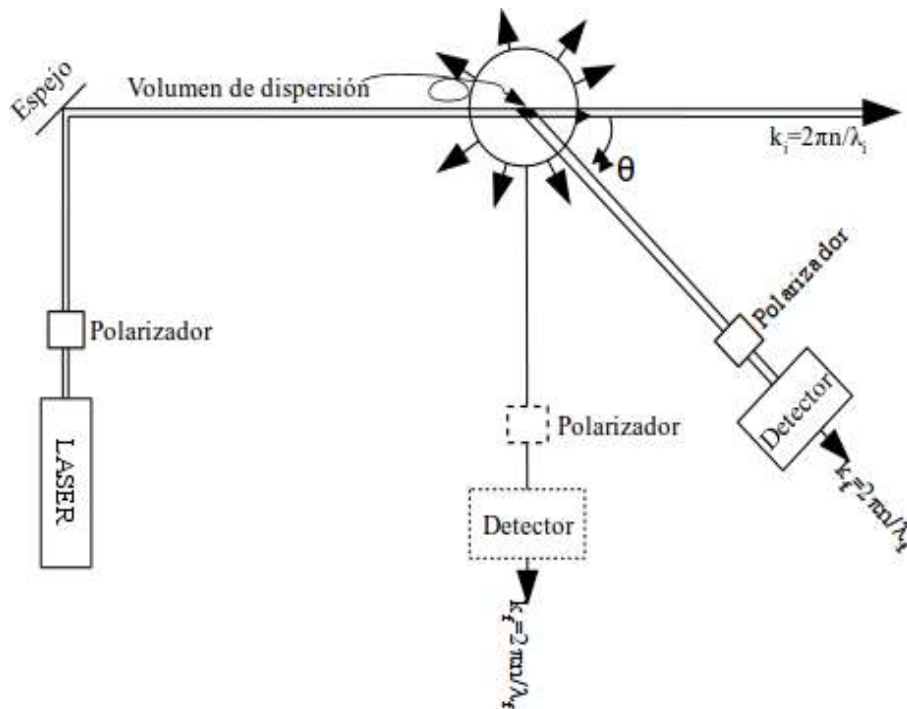 Espejo
Volumen de dispersión
kᵢ=2πn/λᵢ
θ
Polarizador
Polarizador
Polarizador
LASER
Detector
Detector
k_f=2πn/λ_f
k_f=2πn/λ_f